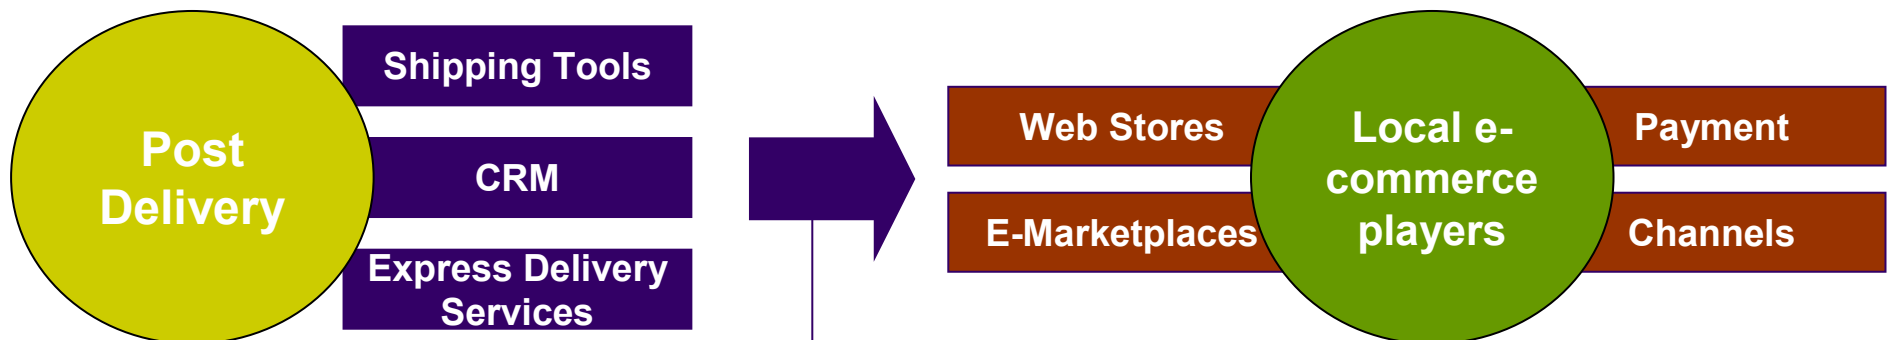 Post
Delivery
Shipping Tools
CRM
Express Delivery
Services
Web Stores
E-Marketplaces
Local e-
commerce
players
Payment
Channels